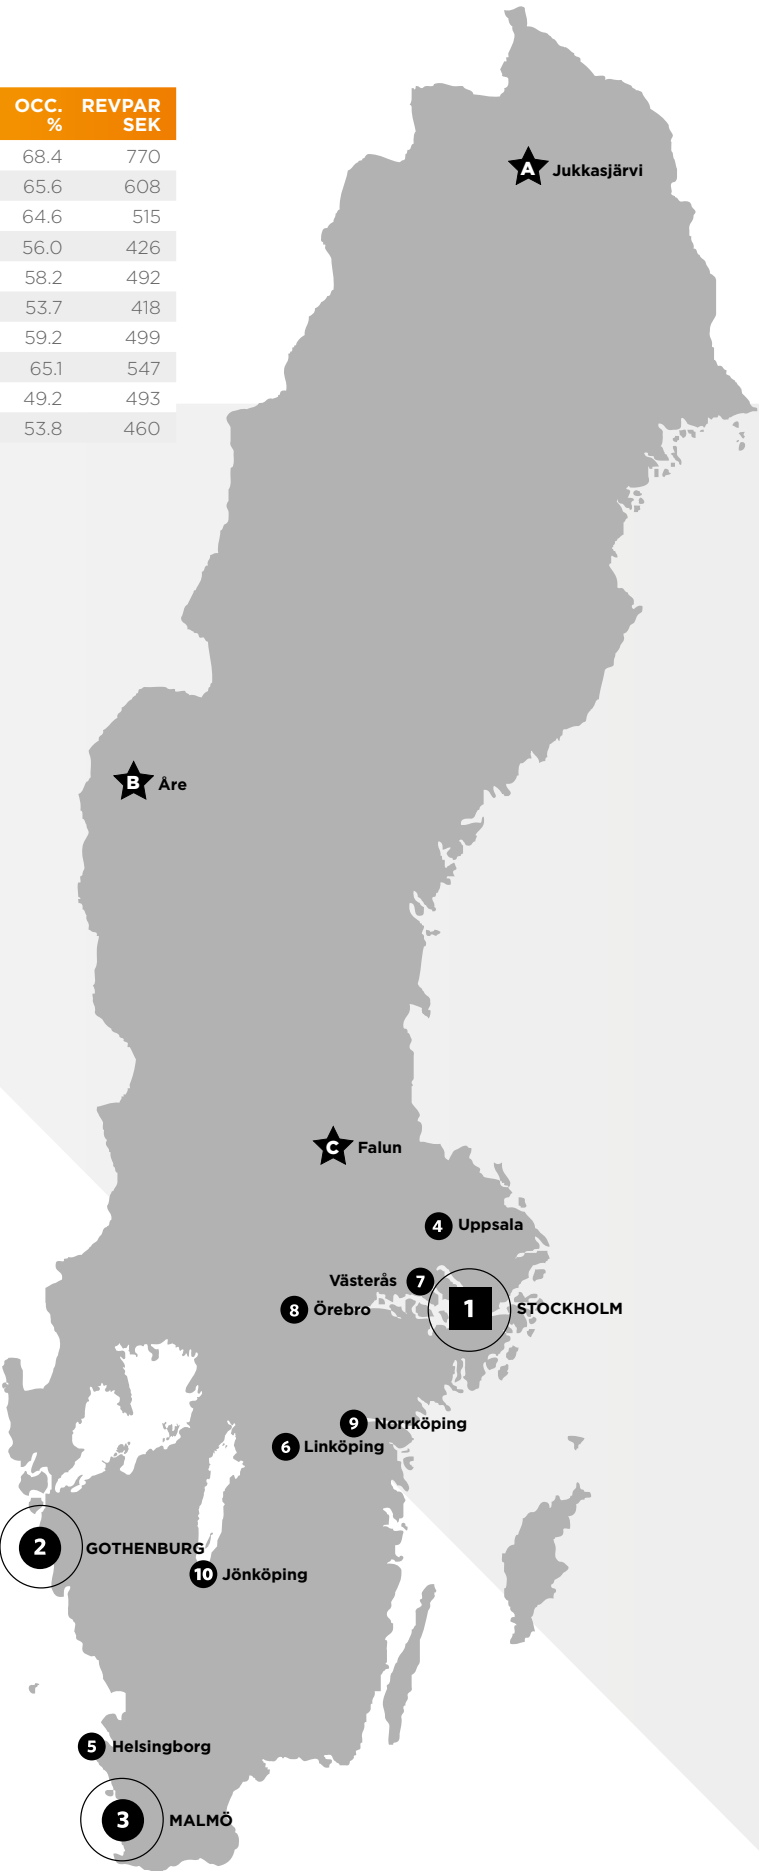 OCC. % REVPAR SEK
68.4 770
65.6 608
64.6 515
56.0 426
58.2 492
53.7 418
59.2 499
65.1 547
49.2 493
53.8 460
A Jukkasjärvi
B Åre
C Falun
4 Uppsala
Västerås 7
8 Örebro
1 STOCKHOLM
9 Norrköping
6 Linköping
2 GOTHENBURG
10 Jönköping
5 Helsingborg
3 MALMÖ